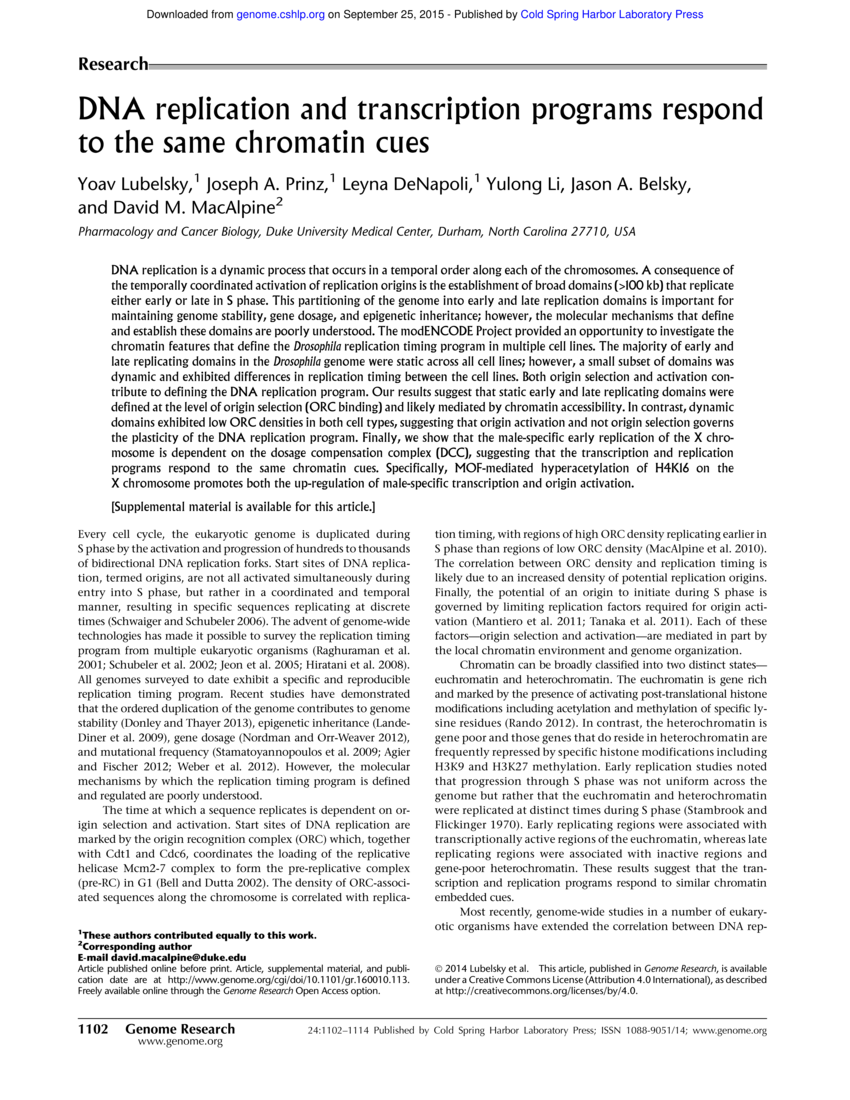 Downloaded from genome.cshlp.org on September 25, 2015 - Published by Cold Spring Harbor Laboratory Press
Research
DNA replication and transcription programs respond
to the same chromatin cues
Yoav Lubelsky,1 Joseph A. Prinz,1 Leyna DeNapoli,1 Yulong Li, Jason A. Belsky,
and David M. MacAlpine2
Pharmacology and Cancer Biology, Duke University Medical Center, Durham, North Carolina 27710, USA
DNA replication is a dynamic process that occurs in a temporal order along each of the chromosomes. A consequence of
the temporally coordinated activation of replication origins is the establishment of broad domains (>100 kb) that replicate
either early or late in S phase. This partitioning of the genome into early and late replication domains is important for
maintaining genome stability, gene dosage, and epigenetic inheritance; however, the molecular mechanisms that define
and establish these domains are poorly understood. The modENCODE Project provided an opportunity to investigate the
chromatin features that define the Drosophila replication timing program in multiple cell lines. The majority of early and
late replicating domains in the Drosophila genome were static across all cell lines; however, a small subset of domains was
dynamic and exhibited differences in replication timing between the cell lines. Both origin selection and activation con-
tribute to defining the DNA replication program. Our results suggest that static early and late replicating domains were
defined at the level of origin selection (ORC binding) and likely mediated by chromatin accessibility. In contrast, dynamic
domains exhibited low ORC densities in both cell types, suggesting that origin activation and not origin selection governs
the plasticity of the DNA replication program. Finally, we show that the male-specific early replication of the X chro-
mosome is dependent on the dosage compensation complex (DCC), suggesting that the transcription and replication
programs respond to the same chromatin cues. Specifically, MOF-mediated hyperacetylation of H4K16 on the
X chromosome promotes both the up-regulation of male-specific transcription and origin activation.
[Supplemental material is available for this article.]
Every cell cycle, the eukaryotic genome is duplicated during
S phase by the activation and progression of hundreds to thousands
of bidirectional DNA replication forks. Start sites of DNA replica-
tion, termed origins, are not all activated simultaneously during
entry into S phase, but rather in a coordinated and temporal
manner, resulting in specific sequences replicating at discrete
times (Schwaiger and Schubeler 2006). The advent of genome-wide
technologies has made it possible to survey the replication timing
program from multiple eukaryotic organisms (Raghuraman et al.
2001; Schubeler et al. 2002; Jeon et al. 2005; Hiratani et al. 2008).
All genomes surveyed to date exhibit a specific and reproducible
replication timing program. Recent studies have demonstrated
that the ordered duplication of the genome contributes to genome
stability (Donley and Thayer 2013), epigenetic inheritance (Lande-
Diner et al. 2009), gene dosage (Nordman and Orr-Weaver 2012),
and mutational frequency (Stamatoyannopoulos et al. 2009; Agier
and Fischer 2012; Weber et al. 2012). However, the molecular
mechanisms by which the replication timing program is defined
and regulated are poorly understood.
The time at which a sequence replicates is dependent on or-
igin selection and activation. Start sites of DNA replication are
marked by the origin recognition complex (ORC) which, together
with Cdt1 and Cdc6, coordinates the loading of the replicative
helicase Mcm2-7 complex to form the pre-replicative complex
(pre-RC) in G1 (Bell and Dutta 2002). The density of ORC-associ-
ated sequences along the chromosome is correlated with replica-
1These authors contributed equally to this work.
2Corresponding author
E-mail david.macalpine@duke.edu
Article published online before print. Article, supplemental material, and publi-
cation date are at http://www.genome.org/cgi/doi/10.1101/gr.160010.113.
Freely available online through the Genome Research Open Access option.
tion timing, with regions of high ORC density replicating earlier in
S phase than regions of low ORC density (MacAlpine et al. 2010).
The correlation between ORC density and replication timing is
likely due to an increased density of potential replication origins.
Finally, the potential of an origin to initiate during S phase is
governed by limiting replication factors required for origin acti-
vation (Mantiero et al. 2011; Tanaka et al. 2011). Each of these
factors—origin selection and activation—are mediated in part by
the local chromatin environment and genome organization.
Chromatin can be broadly classified into two distinct states—
euchromatin and heterochromatin. The euchromatin is gene rich
and marked by the presence of activating post-translational histone
modifications including acetylation and methylation of specific ly-
sine residues (Rando 2012). In contrast, the heterochromatin is
gene poor and those genes that do reside in heterochromatin are
frequently repressed by specific histone modifications including
H3K9 and H3K27 methylation. Early replication studies noted
that progression through S phase was not uniform across the
genome but rather that the euchromatin and heterochromatin
were replicated at distinct times during S phase (Stambrook and
Flickinger 1970). Early replicating regions were associated with
transcriptionally active regions of the euchromatin, whereas late
replicating regions were associated with inactive regions and
gene-poor heterochromatin. These results suggest that the tran-
scription and replication programs respond to similar chromatin
embedded cues.
Most recently, genome-wide studies in a number of eukary-
otic organisms have extended the correlation between DNA rep-
© 2014 Lubelsky et al. This article, published in Genome Research, is available
under a Creative Commons License (Attribution 4.0 International), as described
at http://creativecommons.org/licenses/by/4.0.
1102 Genome Research
www.genome.org
24:1102–1114 Published by Cold Spring Harbor Laboratory Press; ISSN 1088-9051/14; www.genome.org